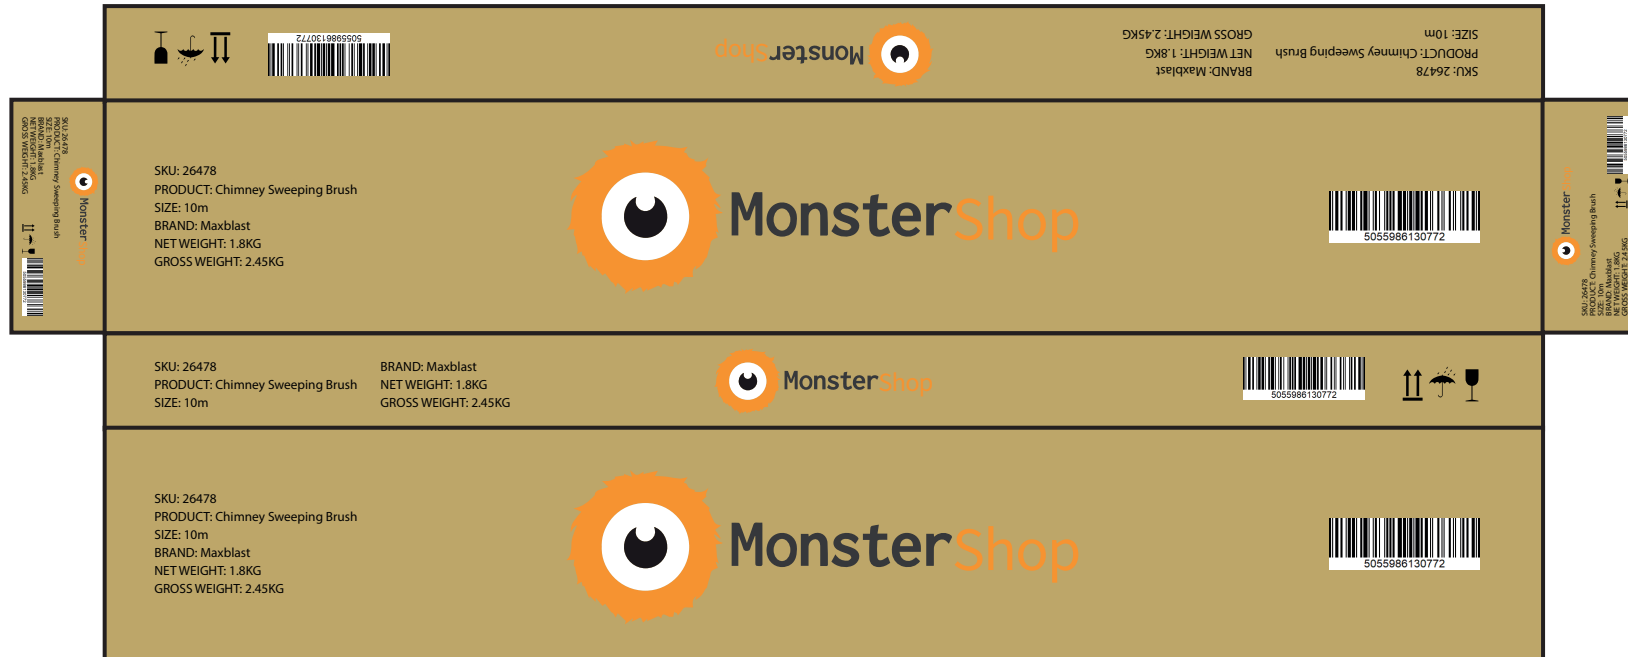 5055986130772
MonsterShop
SKU: 26478
PRODUCT: Chimney Sweeping Brush
SIZE: 10m
BRAND: Maxblast
NET WEIGHT: 1.8KG
GROSS WEIGHT: 2.45KG
SKU: 26478
PRODUCT: Chimney Sweeping Brush
SIZE: 10m
BRAND: Maxblast
NET WEIGHT: 1.8KG
GROSS WEIGHT: 2.45KG
MonsterShop
5055986130772
SKU: 26478
PRODUCT: Chimney Sweeping Brush
SIZE: 10m
BRAND: Maxblast
NET WEIGHT: 1.8KG
GROSS WEIGHT: 2.45KG
MonsterShop
5055986130772
SKU: 26478
PRODUCT: Chimney Sweeping Brush
SIZE: 10m
BRAND: Maxblast
NET WEIGHT: 1.8KG
GROSS WEIGHT: 2.45KG
MonsterShop
5055986130772
SKU: 26478
PRODUCT: Chimney Sweeping Brush
SIZE: 10m
BRAND: Maxblast
NET WEIGHT: 1.8KG
GROSS WEIGHT: 2.45KG
MonsterShop
5055986130772
SKU: 26478
PRODUCT: Chimney Sweeping Brush
SIZE: 10m
BRAND: Maxblast
NET WEIGHT: 1.8KG
GROSS WEIGHT: 2.45KG
MonsterShop
5055986130772